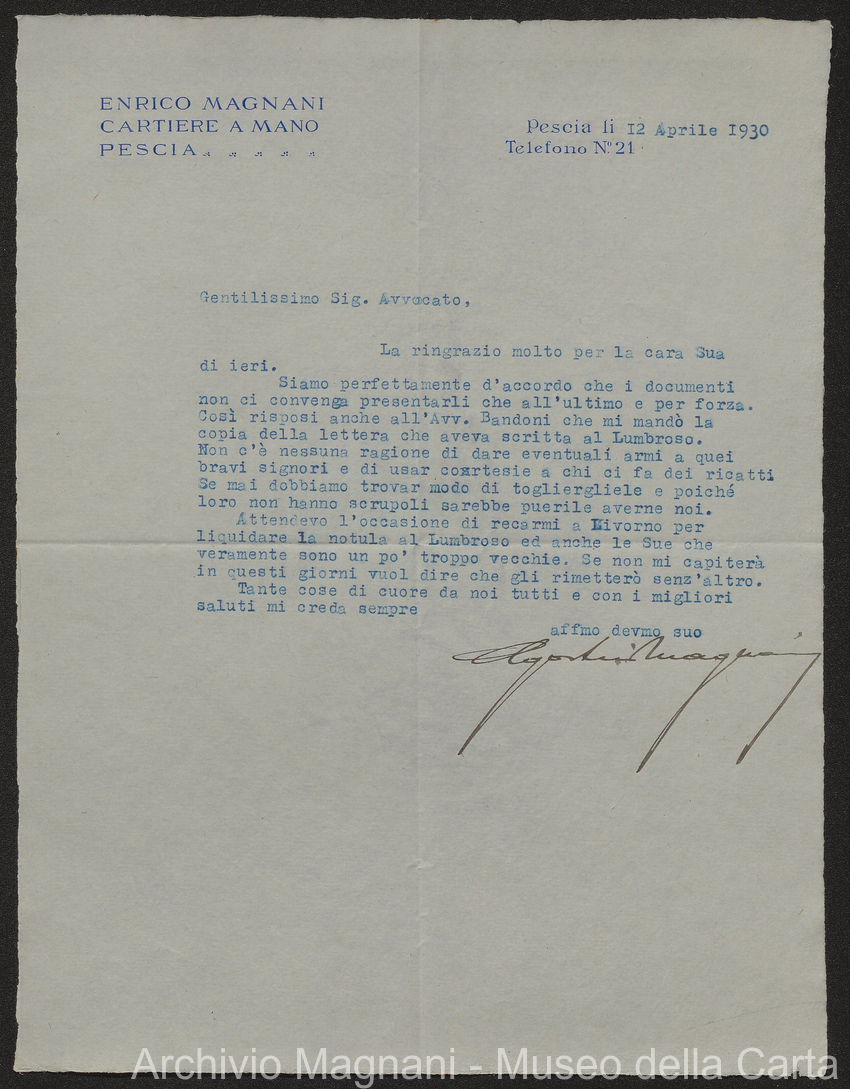 ENRICO MAGNANI
CARTIERE A MANO
PESCIA
Pescia li 12 Aprile 1930
Telefono Nº 21
Gentilissimo Sig. Avvocato,
La ringrazio molto per la cara Sua
di ieri.
Siamo perfettamente d'accordo che i documenti
non ci convenga presentarli che all'ultimo e per forza.
Così risposi anche all'Avv. Bandoni che mi mandò la
copia della lettera che aveva scritta al Lumbroso.
Non c'è nessuna ragione di dare eventualí armi a quei
bravi signori e di usar coxrtesie a chi ci fa dei ricatti
Se mai dobbiamo trovar modo di togliergliele e poiché
loro non hanno scrupoli sarebbe puerile averne noi.
Attendevo l'occasione di recarmi a Livorno per
liquidare la notula al Lumbroso ed anche le Sue che
veramente sono un po' troppo vecchie. Se non mi capiterà
in questi giorni vuol dire che gli rimetterò senz'altro.
Tante cose di cuore da noi tutti e con i migliori
saluti mi creda sempre
affmo devmo suo
Agostino Magnani
Archivio Magnani - Museo della Carta